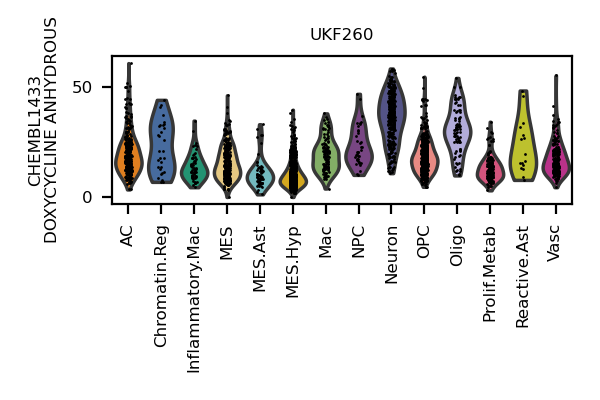 UKF260
CHEMBL1433
DOXYCYCLINE ANHYDROUS
50
0
AC
Chromatin.Reg
Inflammatory.Mac
MES
MES.Ast
MES.Hyp
Mac
NPC
Neuron
OPC
Oligo
Prolif.Metab
Reactive.Ast
Vasc